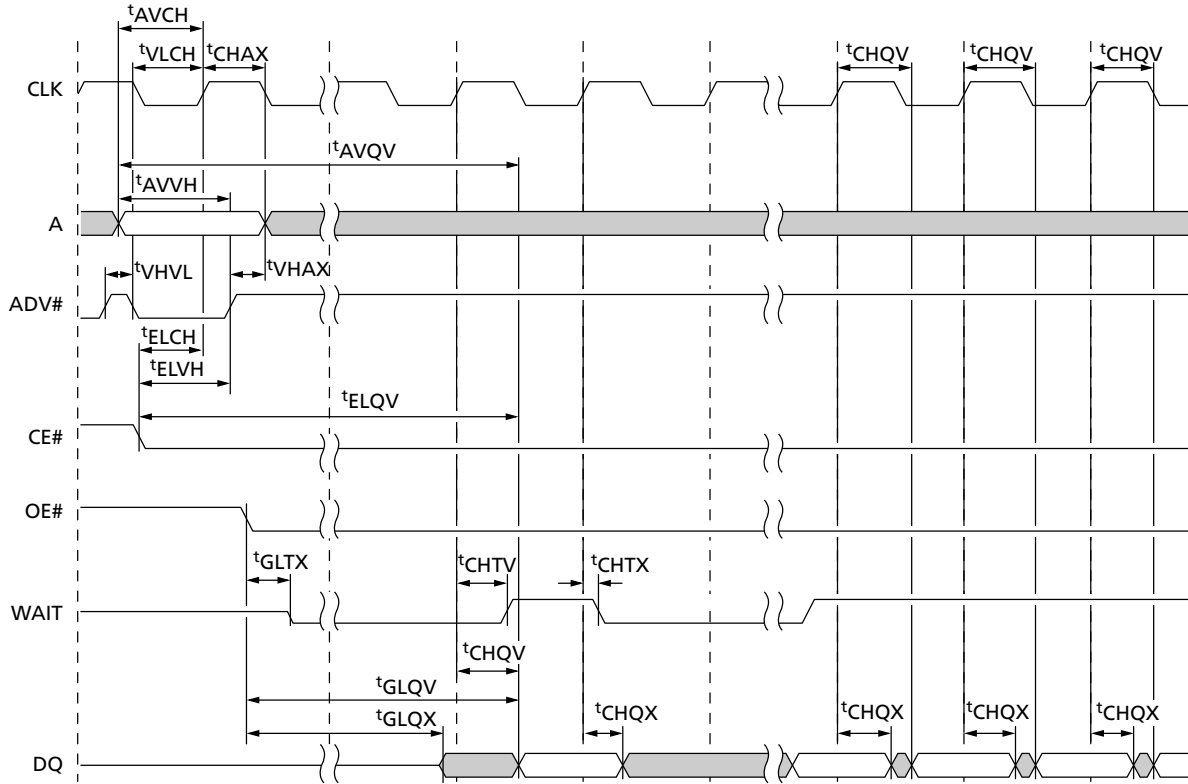 tAVCH
tVLCH tCHAX tCHQV tCHQV tCHQV
CLK
tAVQV
tAVVH
A
tVHVL tVHAX
ADV#
tELCH
tELVH
tELQV
CE#
OE#
tGLTX tCHTV tCHTX
WAIT
tCHQV
tGLQV
tGLQX tCHQX tCHQX tCHQX tCHQX
DQ